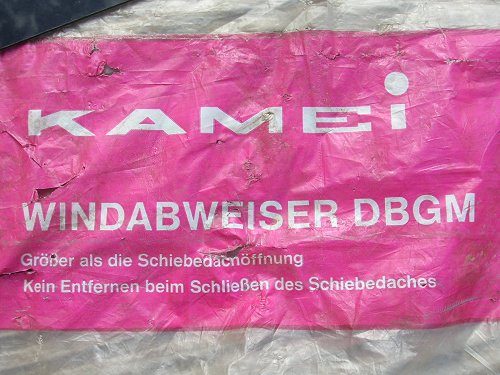 KAMEi
WINDABWEISER DBGM
Größer als die Schiebedachöffnung
Kein Entfernen beim Schließen des Schiebedaches